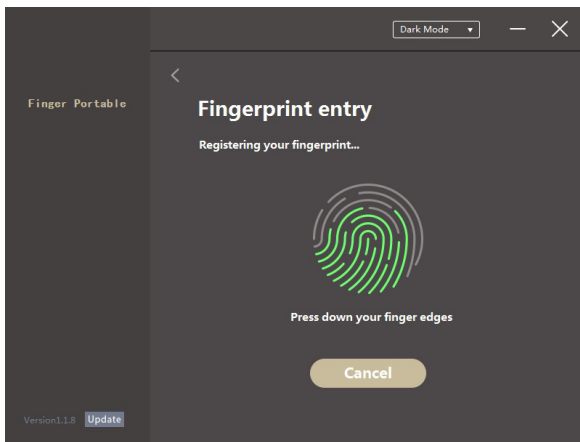 Dark Mode
Finger Portable
Fingerprint entry
Registering your fingerprint...
Press down your finger edges
Cancel
Version1.1.8 Update